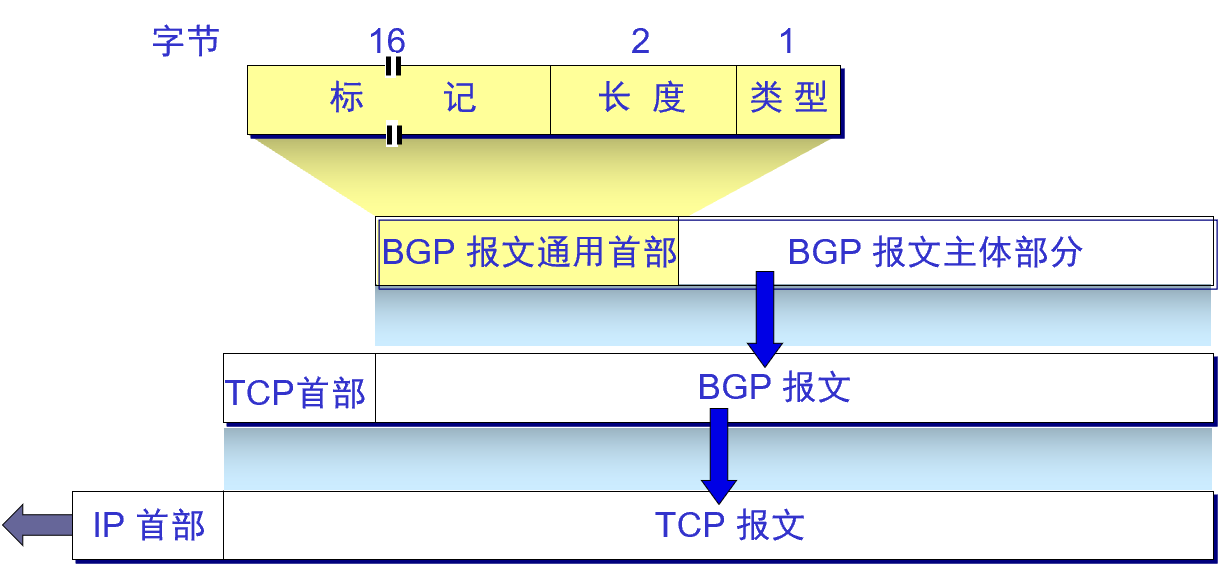 字节 16 2 1
标 记 长 度 类 型
BGP 报文通用首部 BGP 报文主体部分
TCP首部 BGP 报文
IP 首部 TCP 报文